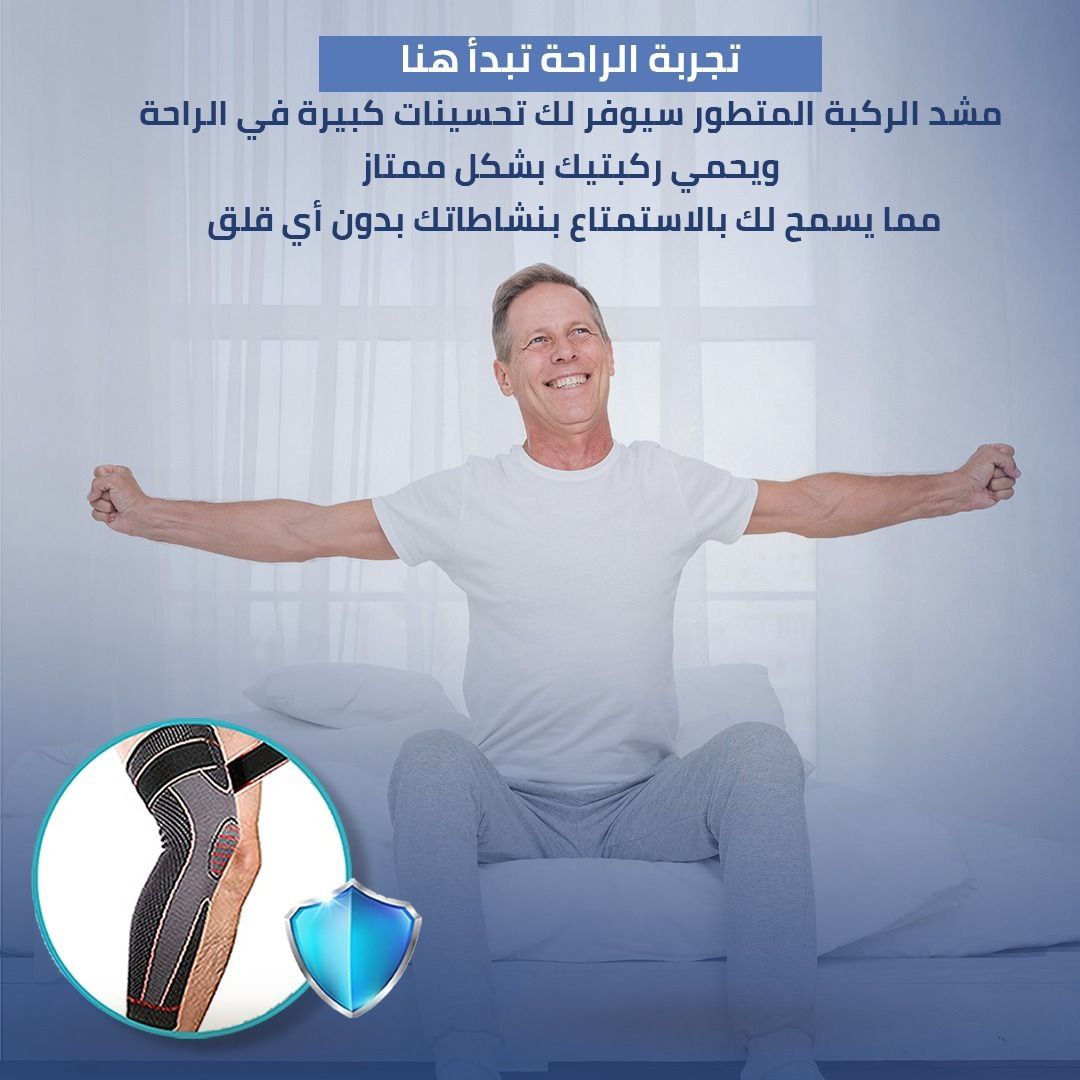 تجربة الراحة تبدأ هنا
مشد الركبة المتطور سيوفر لك تحسينات كبيرة في الراحة
ويحمي ركبتيك بشكل ممتاز
مما يسمح لك بالاستمتاع بنشاطاتك بدون أي قلق